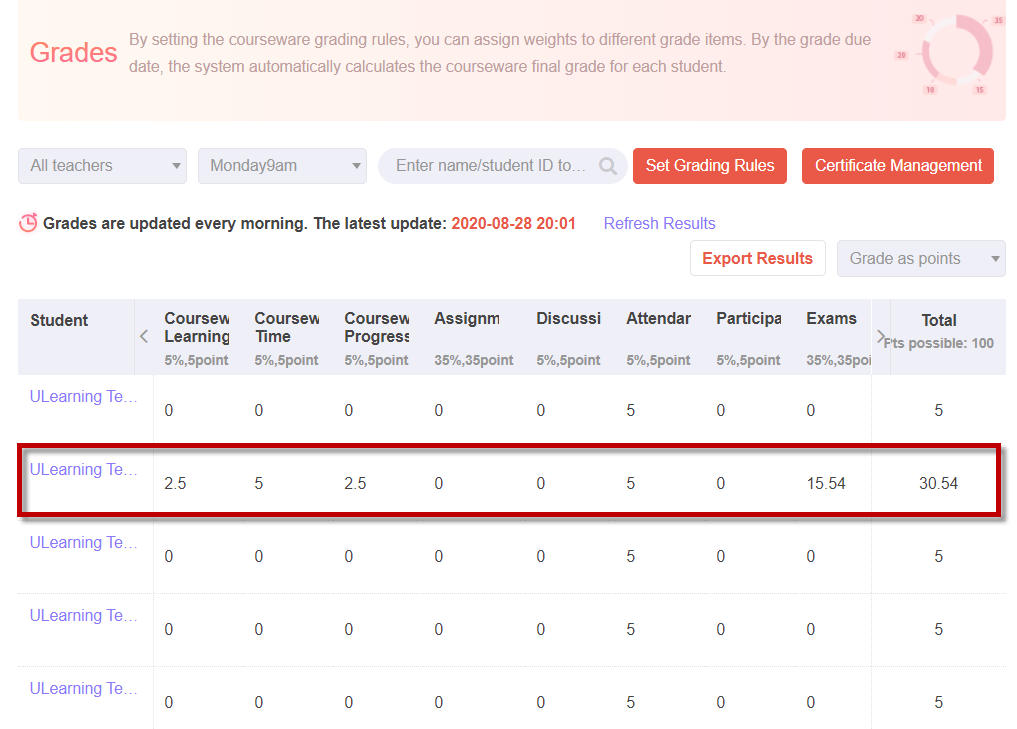 Grades
By setting the courseware grading rules, you can assign weights to different grade items. By the grade due
date, the system automatically calculates the courseware final grade for each student.
20
35
20
10
15
All teachers
Monday9am
Enter name/student ID to...
Set Grading Rules
Certificate Management
Grades are updated every morning. The latest update: 2020-08-28 20:01
Refresh Results
Export Results
Grade as points
Student Coursew Coursew Coursew Assignm Discussi Attendar Participa Exams Total
Learning Time Progress
5%,5point 5%,5point 5%,5point 35%,35point 5%,5point 5%,5point 5%,5point 35%,35poi Pts possible: 100
ULearning Te... 0 0 0 0 0 5 0 0 5
ULearning Te... 2.5 5 2.5 0 0 5 0 15.54 30.54
ULearning Te... 0 0 0 0 0 5 0 0 5
ULearning Te... 0 0 0 0 0 5 0 0 5
ULearning Te... 0 0 0 0 0 5 0 0 5